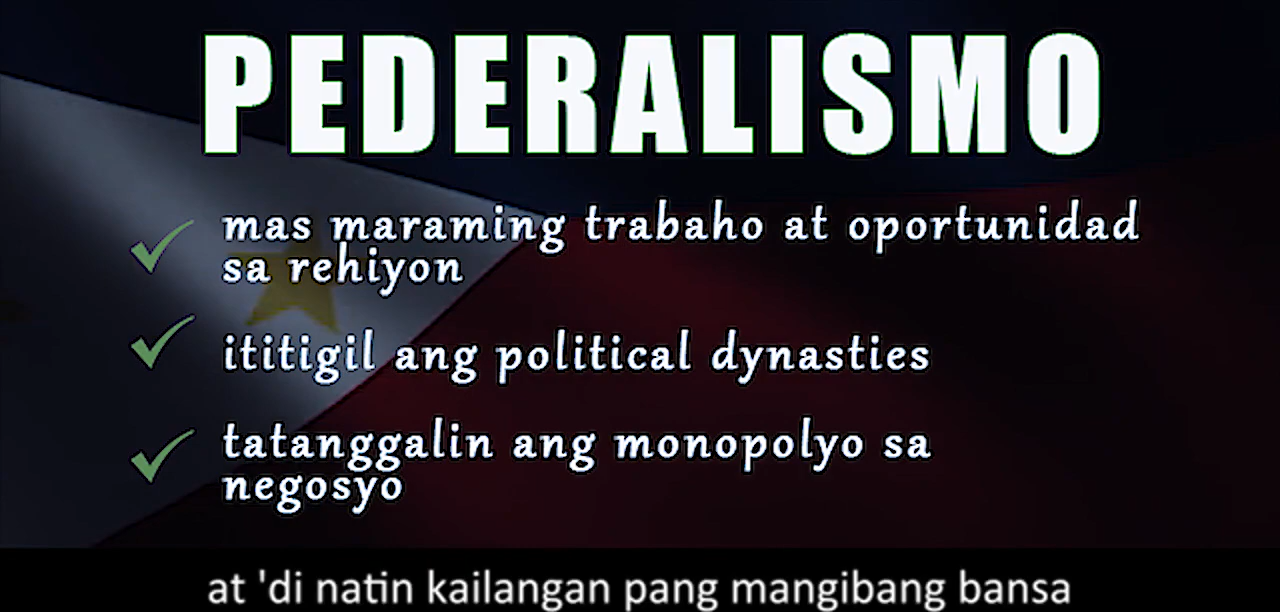 PEDERALISMO
mas maraming trabaho at oportunidad
sa rehiyon
ititigil ang political dynasties
tatanggalin ang monopolyo sa
negosyo
at 'di natin kailangan pang mangibang bansa